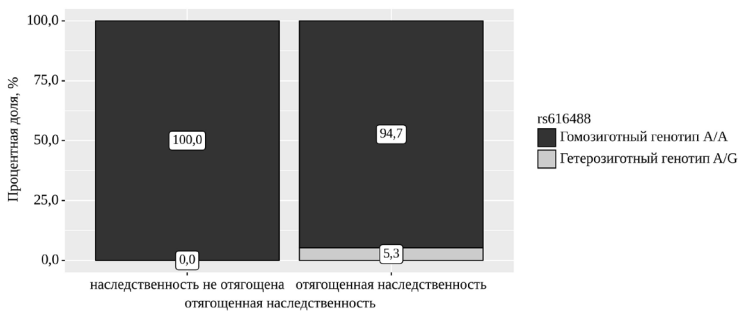 Процентная доля, %
100,0
75,0
50,0
25,0
0,0
100,0
0,0
94,7
5,3
наследственность не отягощена
отягощенная наследственность
отягощенная наследственность
rs616488
Гомозиготный генотип A/A
Гетерозиготный генотип A/G